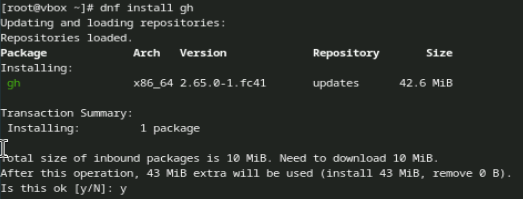 [root@vbox ~]# dnf install gh
Updating and loading repositories:
Repositories loaded.
Package Arch Version Repository Size
Installing:
gh x86_64 2.65.0-1.fc41 updates 42.6 MiB
Transaction Summary:
Installing: 1 package
Total size of inbound packages is 10 MiB. Need to download 10 MiB.
After this operation, 43 MiB extra will be used (install 43 MiB, remove 0 B).
Is this ok [y/N]: y